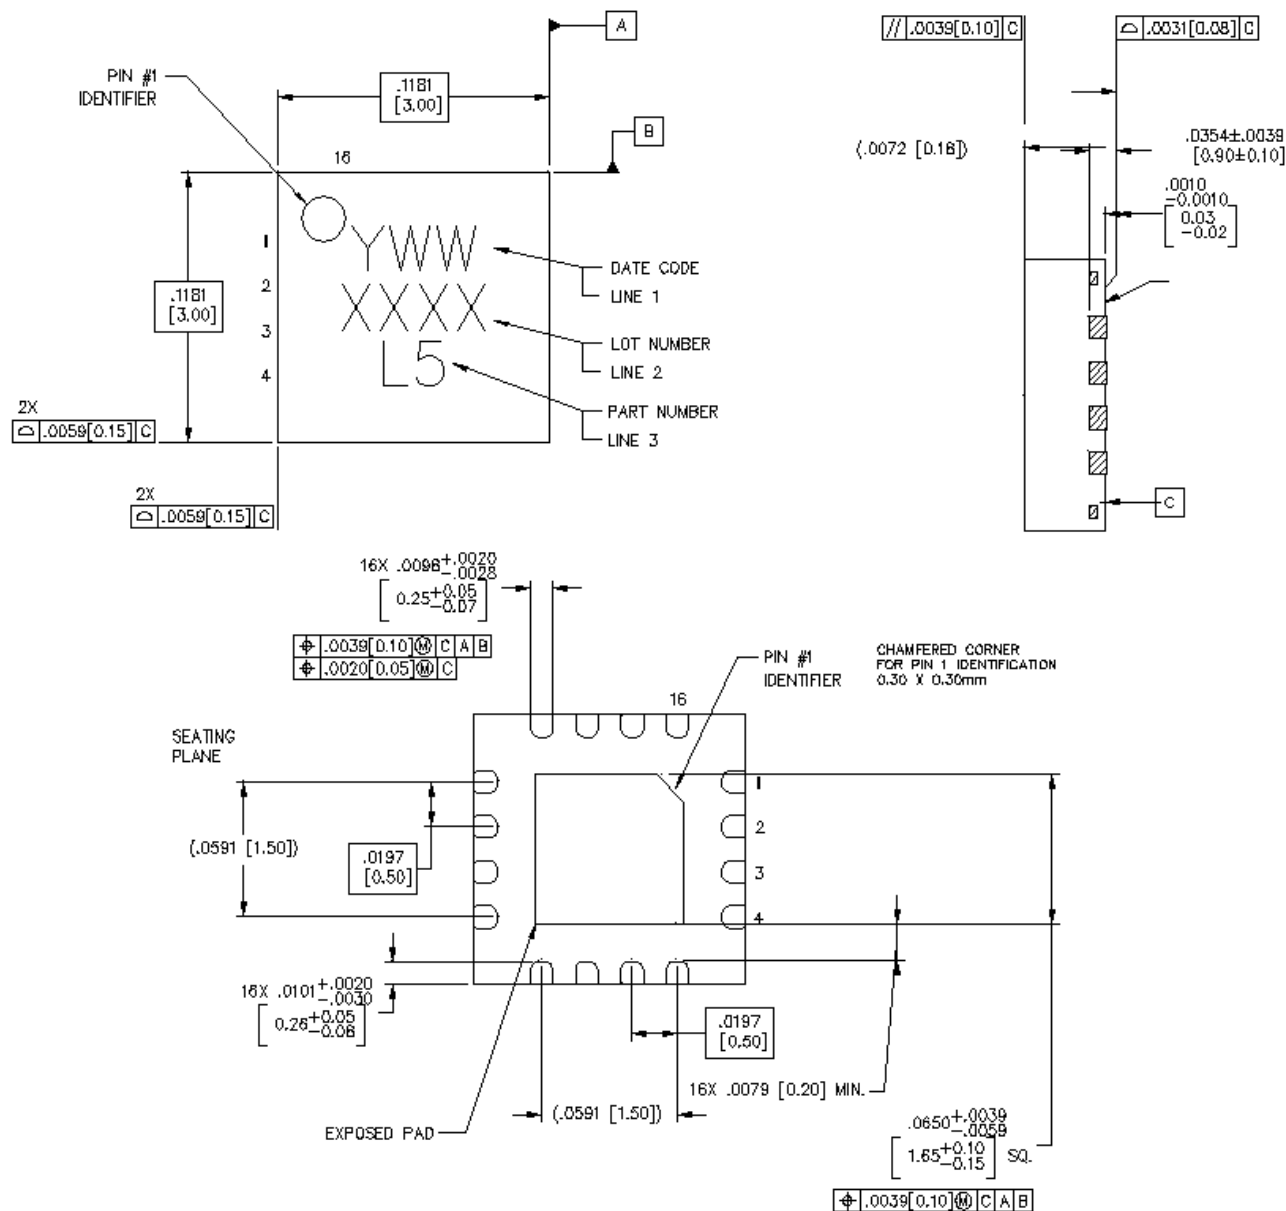 A
// .0039[0.10] C
⌓ .0031[0.08] C
PIN #1
IDENTIFIER
.1181
[3.00]
B
16
(.0072 [0.18])
.0354±.0039
[0.90±0.10]
.0010
-0.0010
0.03
-0.02
1
2
3
4
YWW
XXXX
L5
DATE CODE
LINE 1
LOT NUMBER
LINE 2
PART NUMBER
LINE 3
.1181
[3.00]
2X
⌓ .0059[0.15] C
2X
⌓ .0059[0.15] C
C
16X .0096 +.0020 -.0028
[0.25 +0.05 -0.07]
⌖ .0039[0.10]Ⓜ C A B
⌖ .0020[0.05]Ⓜ C
PIN #1
IDENTIFIER
CHAMFERED CORNER
FOR PIN 1 IDENTIFICATION
0.30 X 0.30mm
16
SEATING
PLANE
1
2
3
4
(.0591 [1.50])
.0197
[0.50]
16X .0101 +.0020 -.0030
[0.26 +0.05 -0.08]
.0197
[0.50]
16X .0079 [0.20] MIN.
(.0591 [1.50])
EXPOSED PAD
.0650 +.0039 -.0059
[1.65 +0.10 -0.15] SQ.
⌖ .0039[0.10]Ⓜ C A B